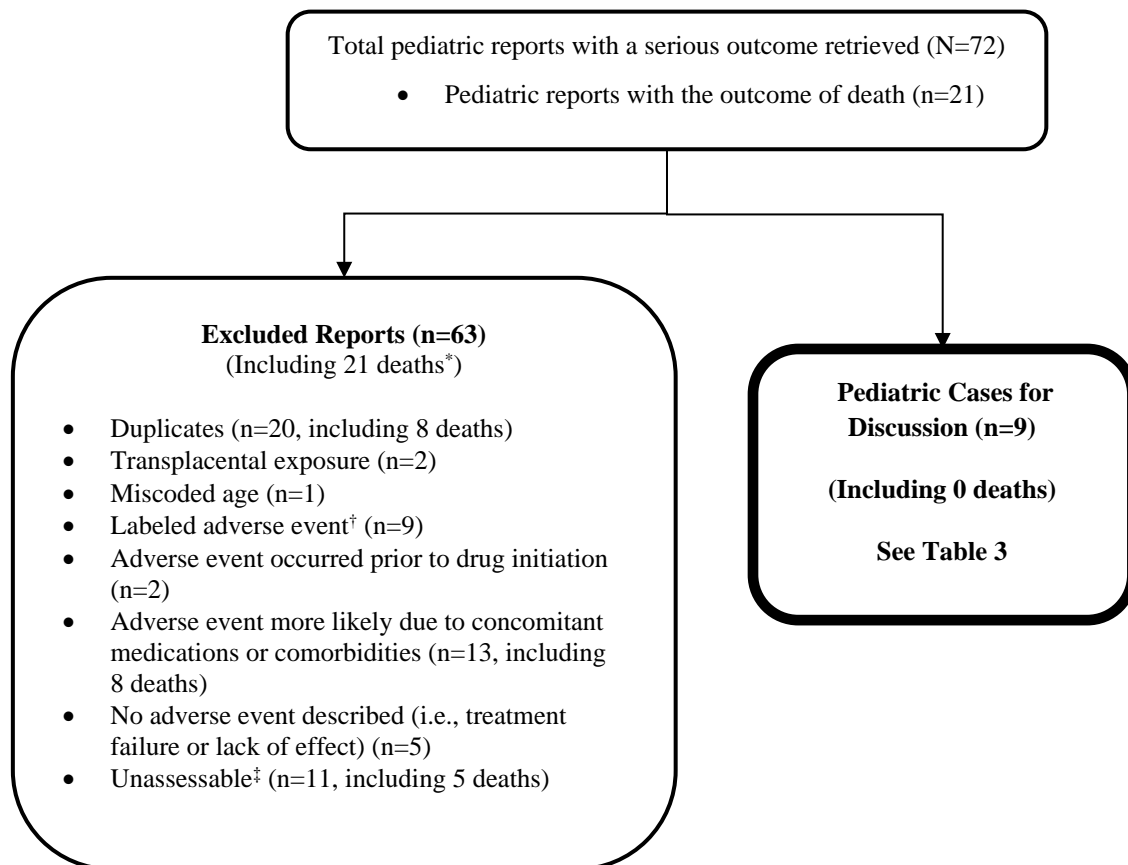 Total pediatric reports with a serious outcome retrieved (N=72)
• Pediatric reports with the outcome of death (n=21)
Excluded Reports (n=63)
(Including 21 deaths*)
• Duplicates (n=20, including 8 deaths)
• Transplacental exposure (n=2)
• Miscoded age (n=1)
• Labeled adverse event† (n=9)
• Adverse event occurred prior to drug initiation
(n=2)
• Adverse event more likely due to concomitant
medications or comorbidities (n=13, including
8 deaths)
• No adverse event described (i.e., treatment
failure or lack of effect) (n=5)
• Unassessable‡ (n=11, including 5 deaths)
Pediatric Cases for
Discussion (n=9)
(Including 0 deaths)
See Table 3